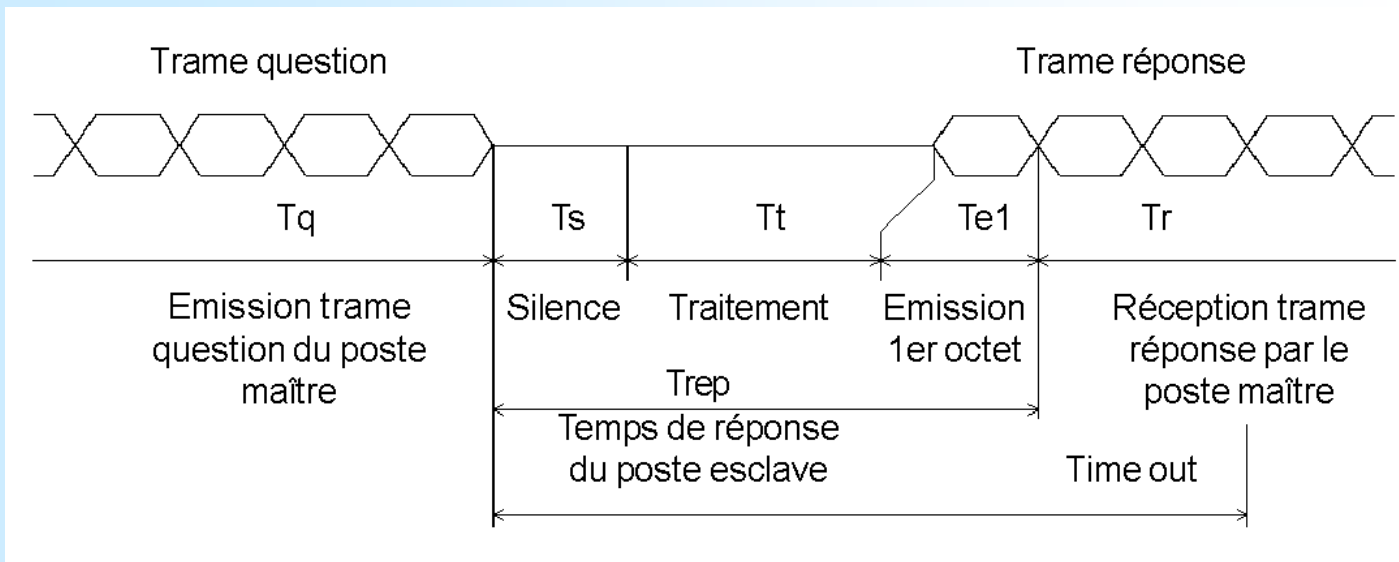 Trame question
Trame réponse
Tq
Ts
Tt
Te1
Tr
Emission trame
question du poste
maître
Silence
Traitement
Emission
1er octet
Réception trame
réponse par le
poste maître
Trep
Temps de réponse
du poste esclave
Time out